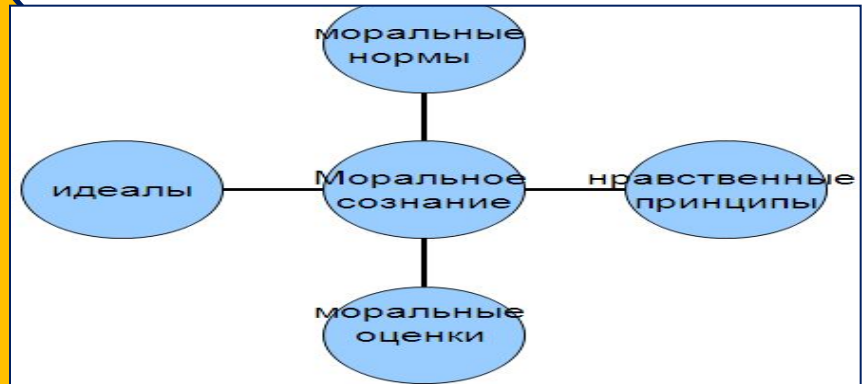 моральные
нормы
идеалы
Моральное
сознание
нравственные
принципы
моральные
оценки